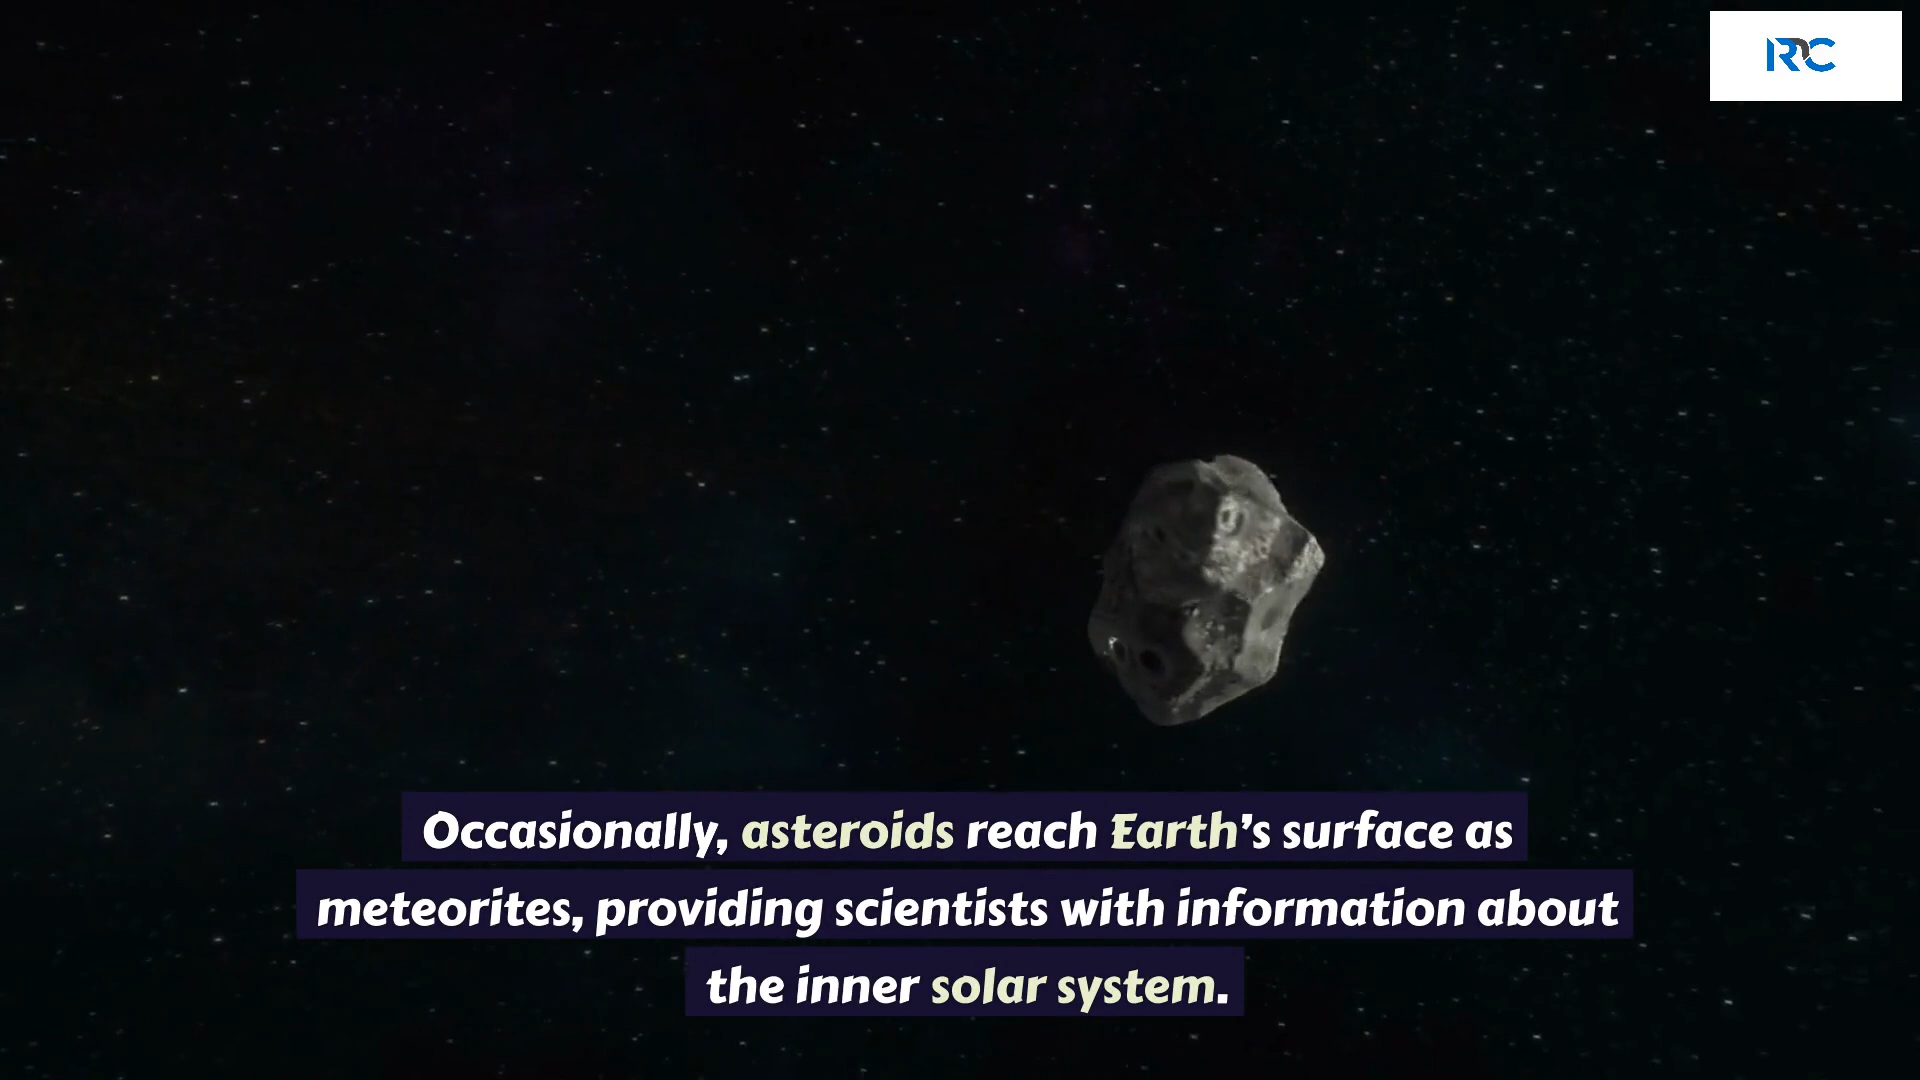 IRC
Occasionally, asteroids reach Earth's surface as
meteorites, providing scientists with information about
the inner solar system.